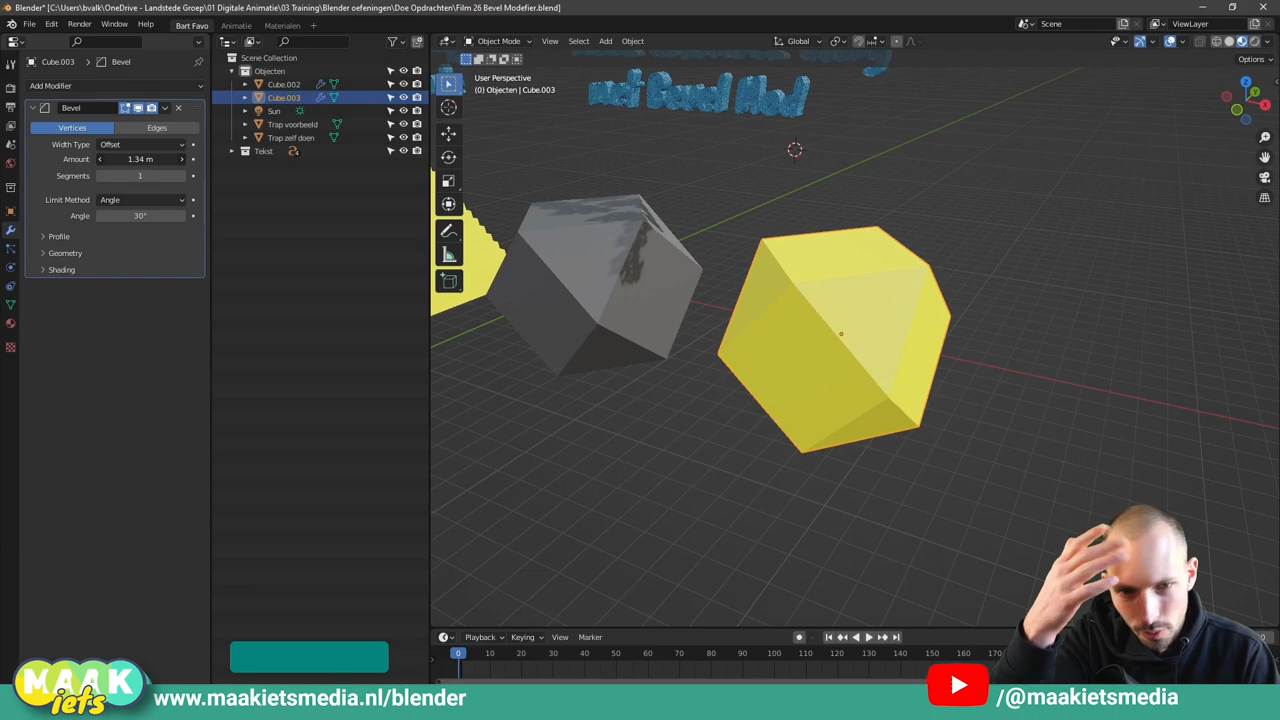 Blender* [C:\Users\bvalk\OneDrive - Landstede Groep\01 Digitale Animatie\03 Training\Blender oefeningen\Doe Opdrachten\Film 26 Bevel Modefier.blend]
File Edit Render Window Help Bart Favo Animatie Materialen + Scene ViewLayer
Object Mode View Select Add Object Global
Options
Cube.003 > Bevel
Add Modifier
Bevel
Vertices Edges
Width Type Offset
Amount 1.34 m
Segments 1
Limit Method Angle
Angle 30°
Profile
Geometry
Shading
Scene Collection
Objecten
Cube.002
Cube.003
Sun
Trap voorbeeld
Trap zelf doen
Tekst
4
User Perspective
(0) Objecten | Cube.003
met Bevel Mod
Z
X
Playback Keying View Marker
0 10 20 30 40 50 60 70 80 90 100 110 120 130 140 150 160 170
MAAK
iets
www.maakietsmedia.nl/blender
/@maakietsmedia